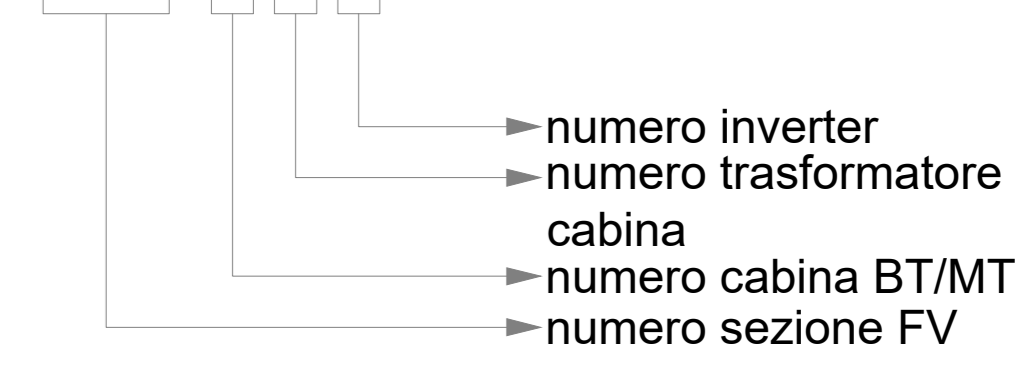 numero inverter
numero trasformatore
cabina
numero cabina BT/MT
numero sezione FV